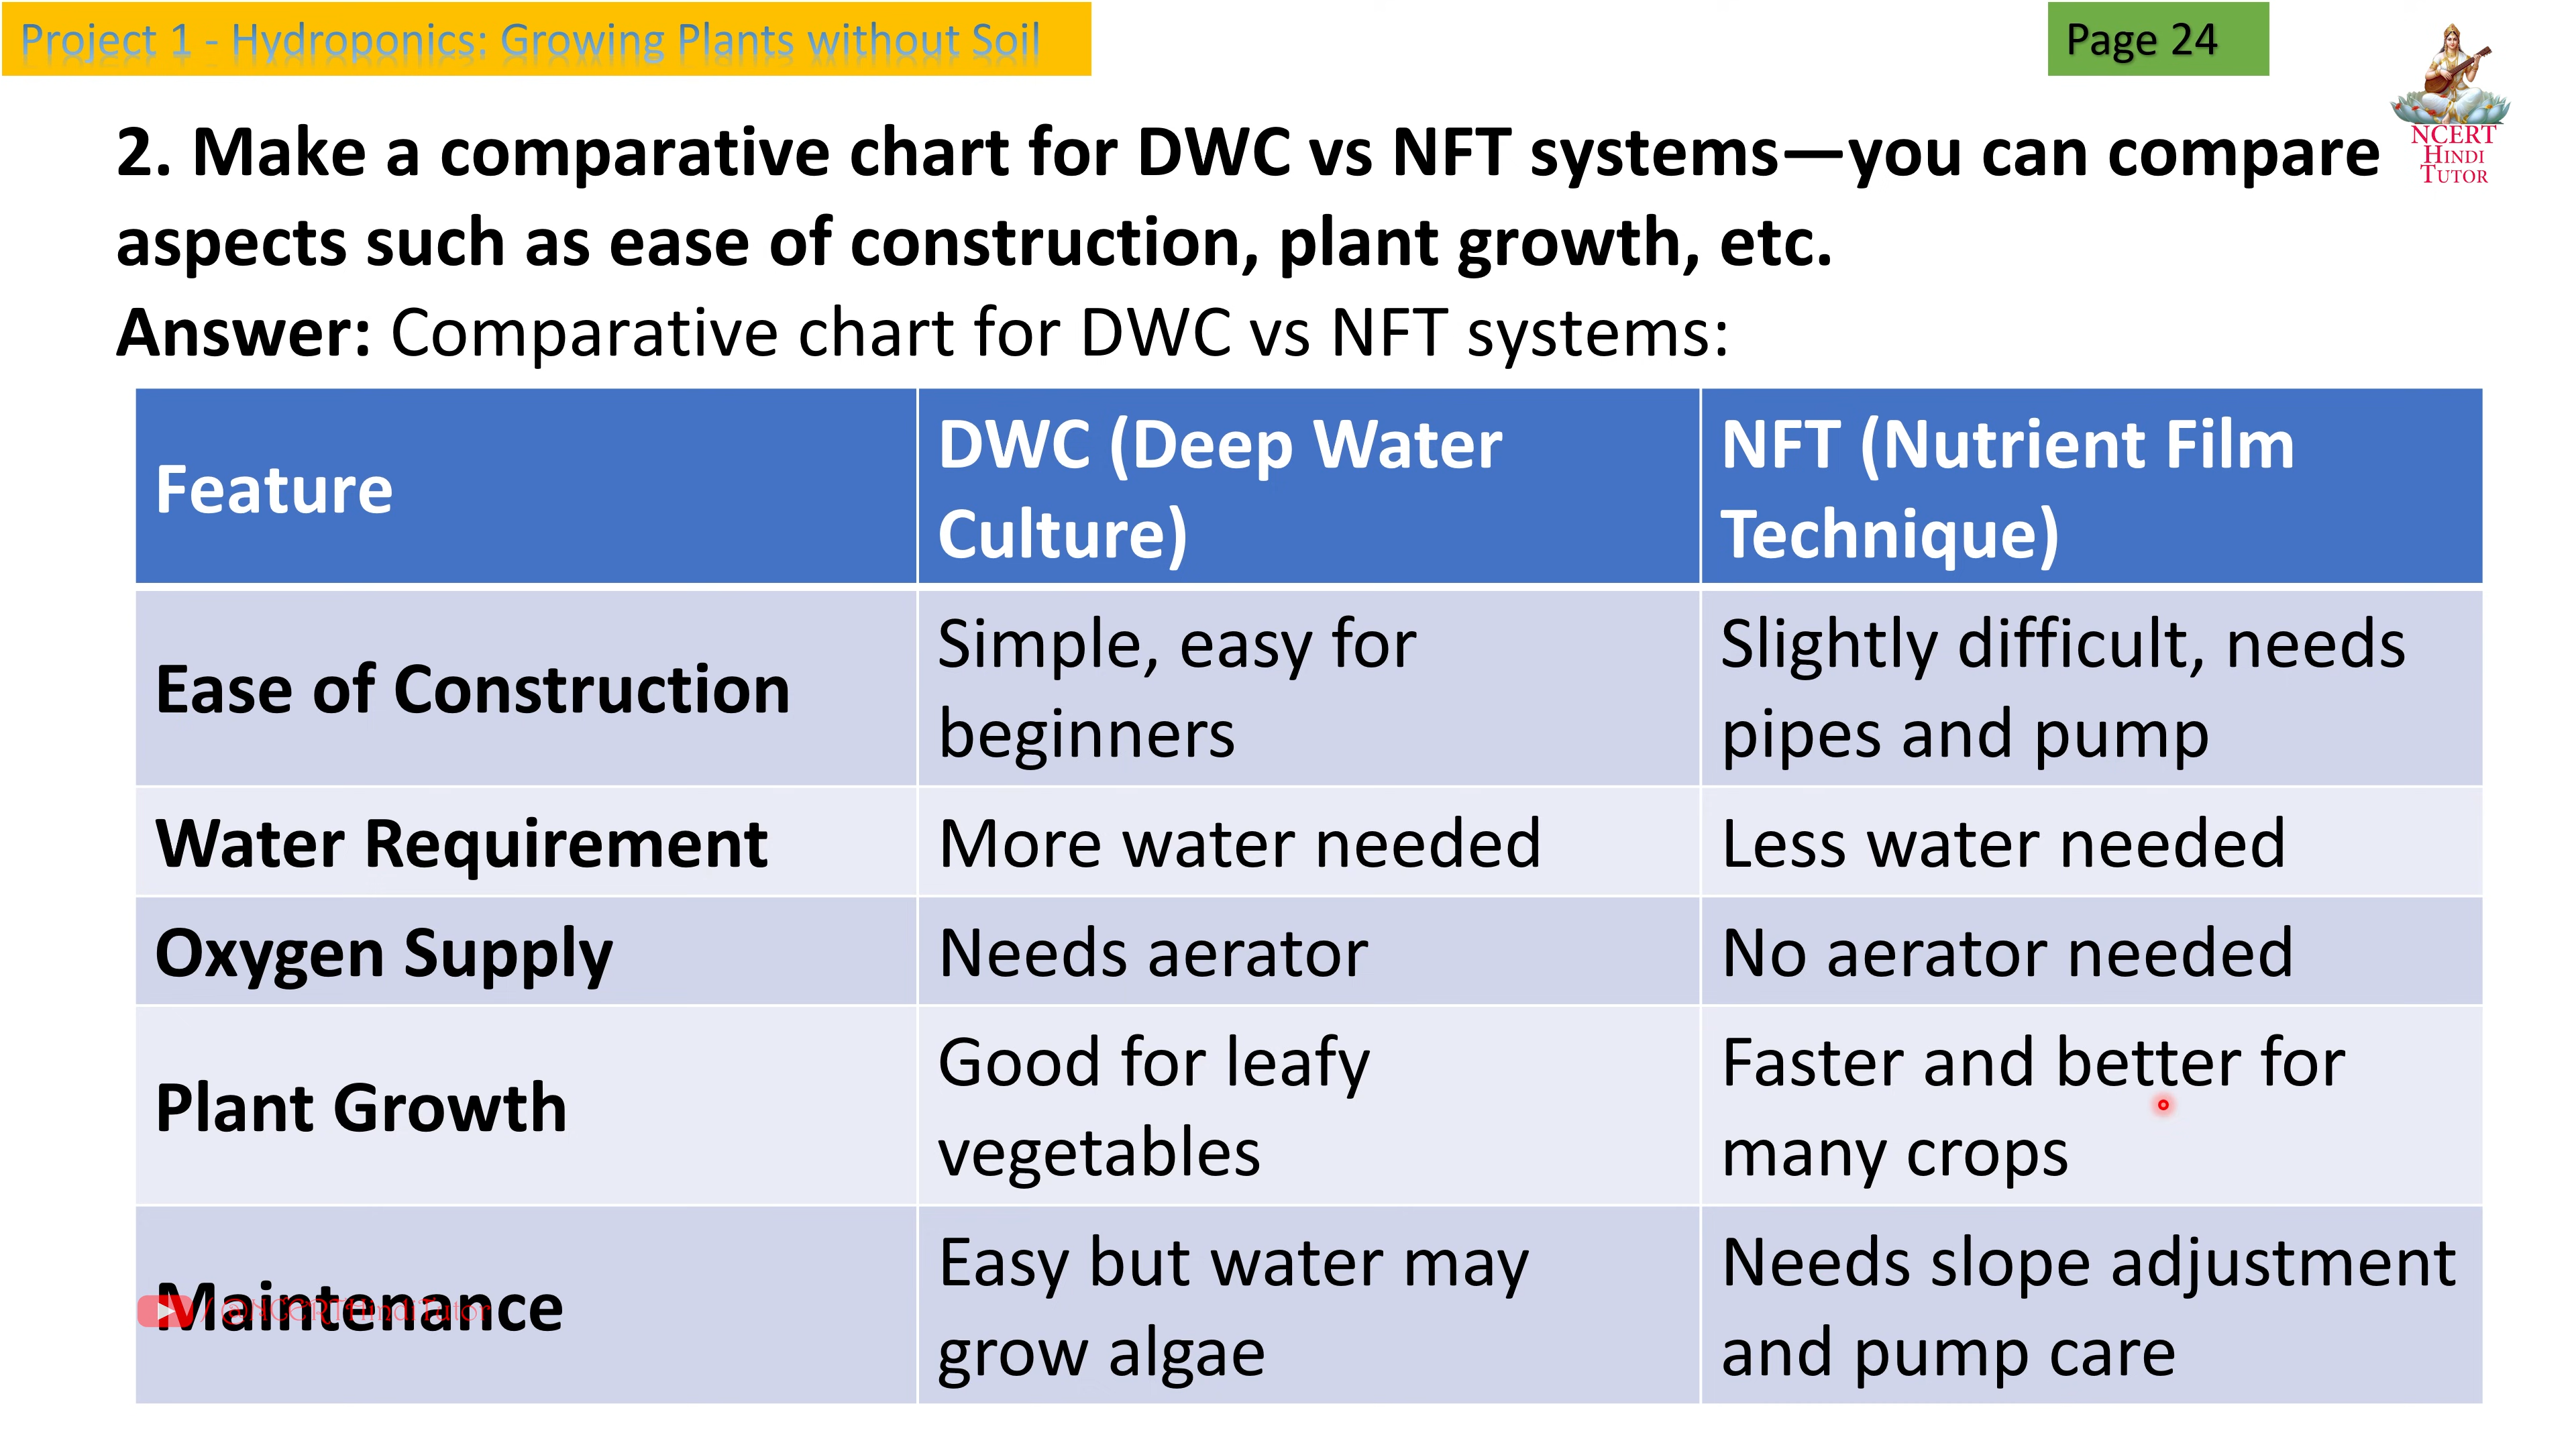 Project 1 - Hydroponics: Growing Plants without Soil
Page 24
NCERT
HINDI
TUTOR
2. Make a comparative chart for DWC vs NFT systems—you can compare
aspects such as ease of construction, plant growth, etc.
Answer: Comparative chart for DWC vs NFT systems:
Feature
DWC (Deep Water
Culture)
NFT (Nutrient Film
Technique)
Ease of Construction
Simple, easy for
beginners
Slightly difficult, needs
pipes and pump
Water Requirement
More water needed
Less water needed
Oxygen Supply
Needs aerator
No aerator needed
Plant Growth
Good for leafy
vegetables
Faster and better for
many crops
Maintenance
/ @NCERTHindiTutor
Easy but water may
grow algae
Needs slope adjustment
and pump care